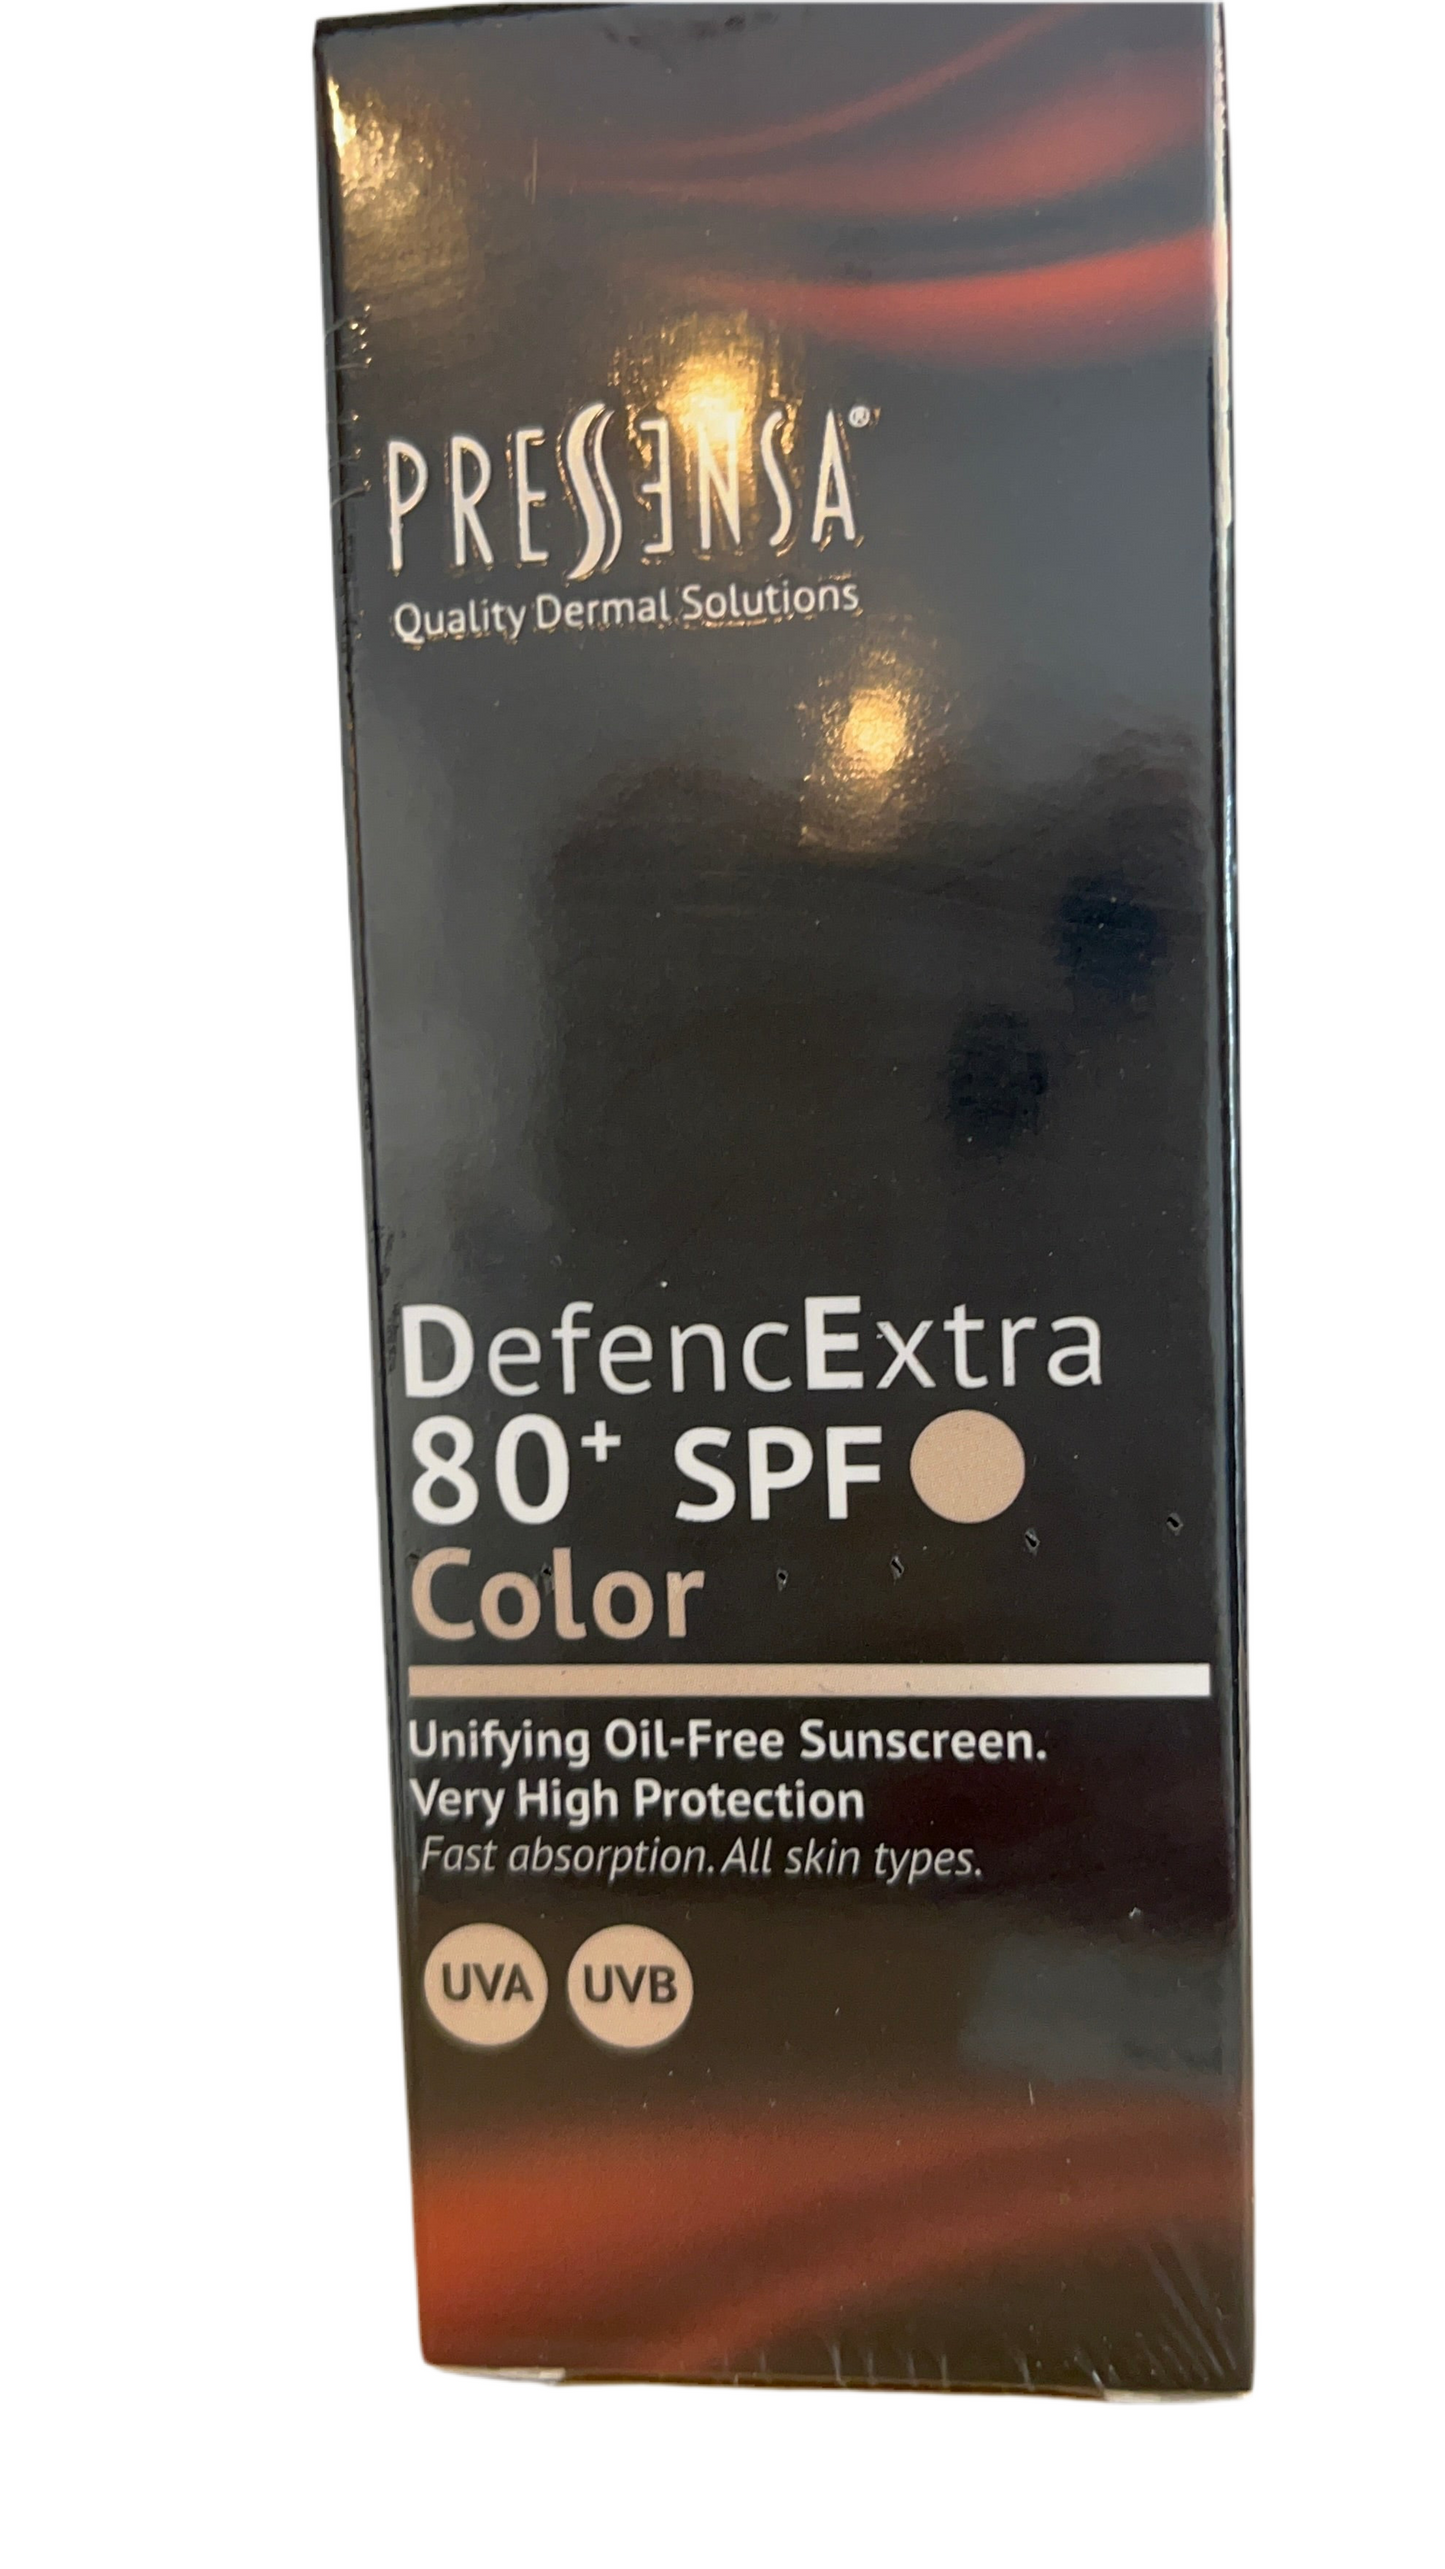 PRESSENSA®
Quality Dermal Solutions
DefencExtra
80+ SPF
Color
Unifying Oil-Free Sunscreen.
Very High Protection
Fast absorption. All skin types.
UVA UVB